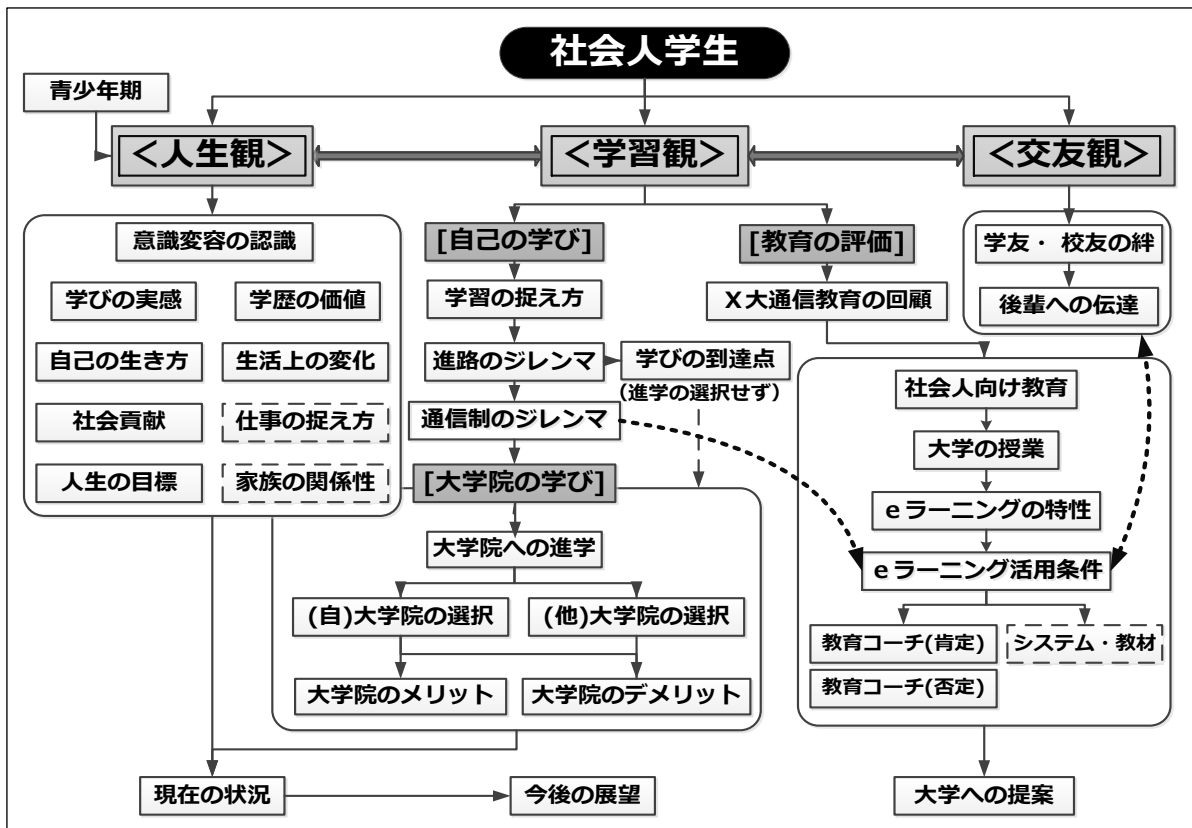 社会人学生
青少年期
＜人生観＞
＜学習観＞
＜交友観＞
意識変容の認識
学びの実感
学歴の価値
自己の生き方
生活上の変化
社会貢献
仕事の捉え方
人生の目標
家族の関係性
[自己の学び]
学習の捉え方
進路のジレンマ
学びの到達点
（進学の選択せず）
通信制のジレンマ
[大学院の学び]
大学院への進学
(自)大学院の選択
(他)大学院の選択
大学院のメリット
大学院のデメリット
[教育の評価]
Ｘ大通信教育の回顧
社会人向け教育
大学の授業
ｅラーニングの特性
ｅラーニング活用条件
教育コーチ(肯定)
システム・教材
教育コーチ(否定)
学友・ 校友の絆
後輩への伝達
現在の状況
今後の展望
大学への提案